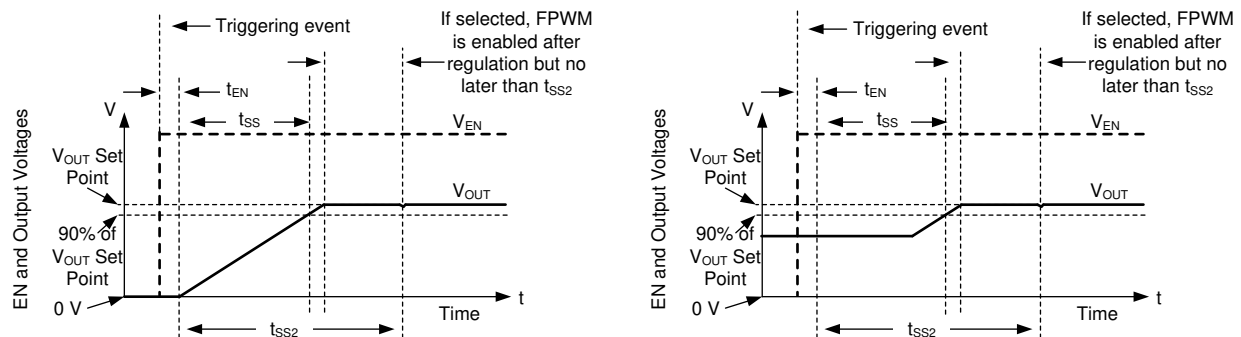 Triggering event
If selected, FPWM
is enabled after
regulation but no
later than tSS2
tEN
V
tSS
VEN
VOUT Set
Point
VOUT
90% of
VOUT Set
Point
0 V
EN and Output Voltages
t
Time
tSS2
Triggering event
If selected, FPWM
is enabled after
regulation but no
later than tSS2
tEN
V
tSS
VEN
VOUT Set
Point
VOUT
90% of
VOUT Set
Point
0 V
EN and Output Voltages
t
Time
tSS2